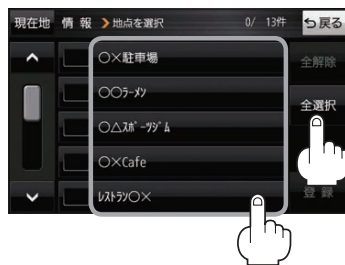 現在地 情 報 地点を選択 0/ 13件 戻る
○×駐車場
全解除
○○ﾗｰﾒﾝ
全選択
○△ｽﾎﾟｰﾂｼﾞﾑ
○×Cafe
ﾚｽﾄﾗﾝ○×
登 録